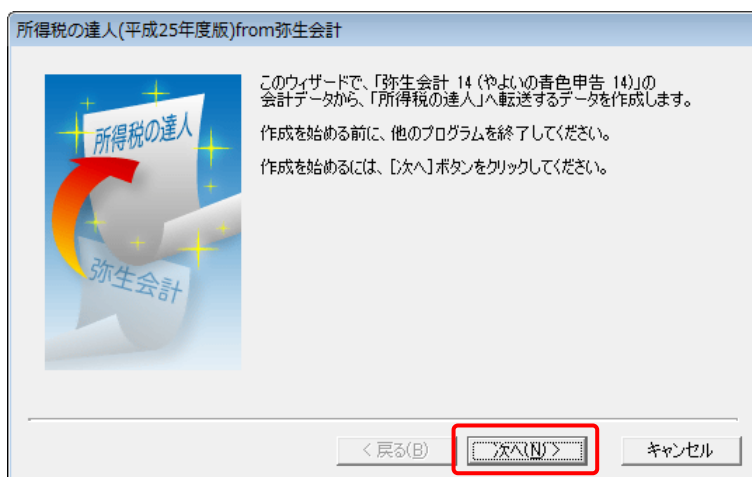 所得税の達人(平成25年度版)from弥生会計
所得税の達人
弥生会計
このウィザードで、「弥生会計 14 (やよいの青色申告 14)」の
会計データから、「所得税の達人」へ転送するデータを作成します。
作成を始める前に、他のプログラムを終了してください。
作成を始めるには、[次へ]ボタンをクリックしてください。
< 戻る(B)
次へ(N) >
キャンセル